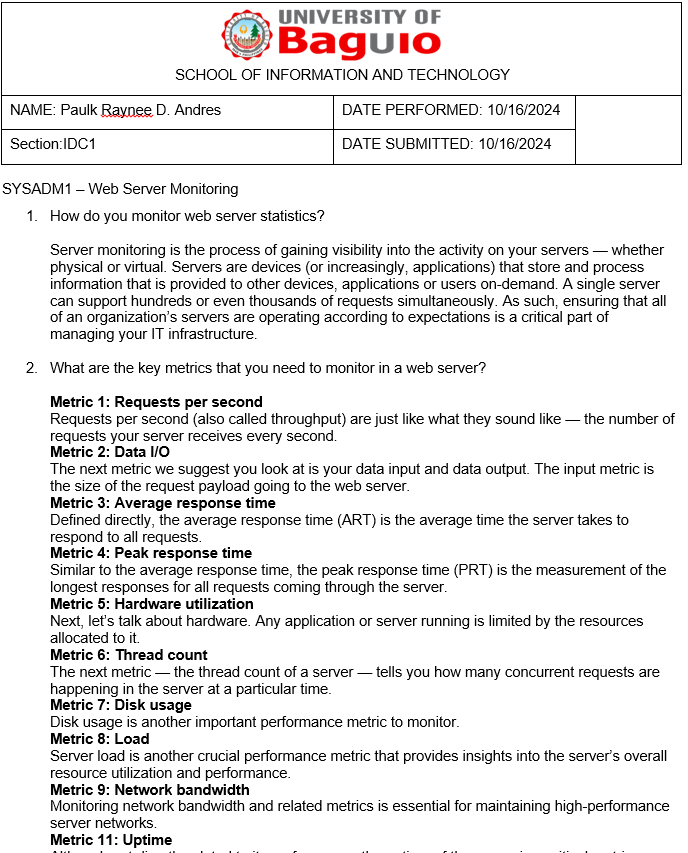 UNIVERSITY OF
Baguio
SCHOOL OF INFORMATION AND TECHNOLOGY
NAME: Paulk Raynee D. Andres
DATE PERFORMED: 10/16/2024
Section:IDC1
DATE SUBMITTED: 10/16/2024
SYSADM1 – Web Server Monitoring
1. How do you monitor web server statistics?
Server monitoring is the process of gaining visibility into the activity on your servers — whether
physical or virtual. Servers are devices (or increasingly, applications) that store and process
information that is provided to other devices, applications or users on-demand. A single server
can support hundreds or even thousands of requests simultaneously. As such, ensuring that all
of an organization’s servers are operating according to expectations is a critical part of
managing your IT infrastructure.
2. What are the key metrics that you need to monitor in a web server?
Metric 1: Requests per second
Requests per second (also called throughput) are just like what they sound like — the number of
requests your server receives every second.
Metric 2: Data I/O
The next metric we suggest you look at is your data input and data output. The input metric is
the size of the request payload going to the web server.
Metric 3: Average response time
Defined directly, the average response time (ART) is the average time the server takes to
respond to all requests.
Metric 4: Peak response time
Similar to the average response time, the peak response time (PRT) is the measurement of the
longest responses for all requests coming through the server.
Metric 5: Hardware utilization
Next, let’s talk about hardware. Any application or server running is limited by the resources
allocated to it.
Metric 6: Thread count
The next metric — the thread count of a server — tells you how many concurrent requests are
happening in the server at a particular time.
Metric 7: Disk usage
Disk usage is another important performance metric to monitor.
Metric 8: Load
Server load is another crucial performance metric that provides insights into the server’s overall
resource utilization and performance.
Metric 9: Network bandwidth
Monitoring network bandwidth and related metrics is essential for maintaining high-performance
server networks.
Metric 11: Uptime